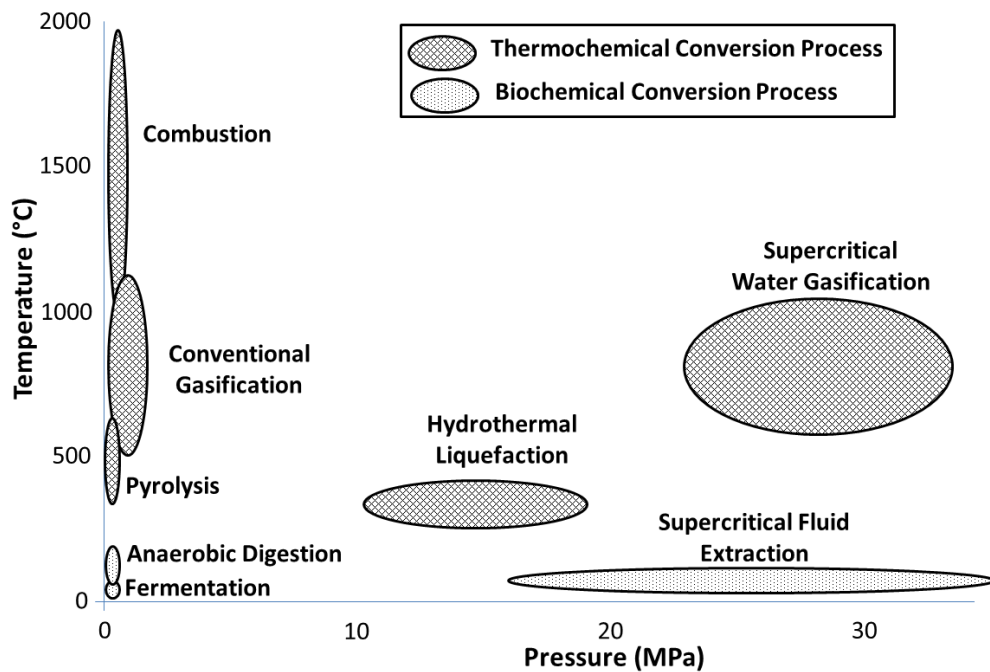 2000
Thermochemical Conversion Process
Biochemical Conversion Process
Combustion
1500
Temperature (°C)
Supercritical
Water Gasification
1000
Conventional
Gasification
Hydrothermal
Liquefaction
500
Pyrolysis
Supercritical Fluid
Extraction
Anaerobic Digestion
Fermentation
0
0 10 20 30
Pressure (MPa)